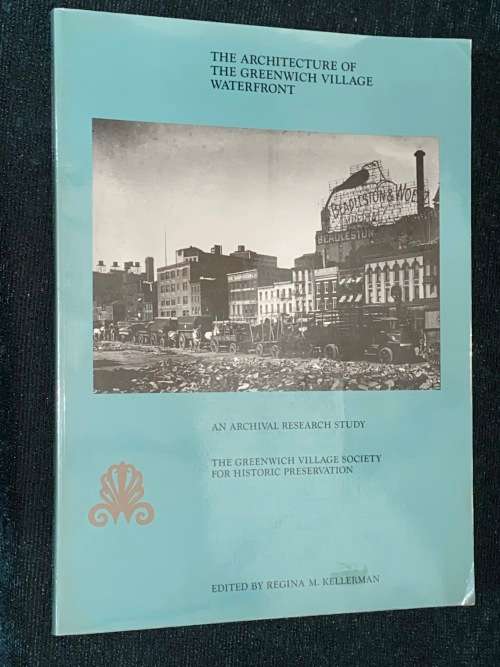 THE ARCHITECTURE OF
THE GREENWICH VILLAGE
WATERFRONT
BEADLESTON & WOERZ
BEADLESTON
AN ARCHIVAL RESEARCH STUDY
THE GREENWICH VILLAGE SOCIETY
FOR HISTORIC PRESERVATION
EDITED BY REGINA M. KELLERMAN